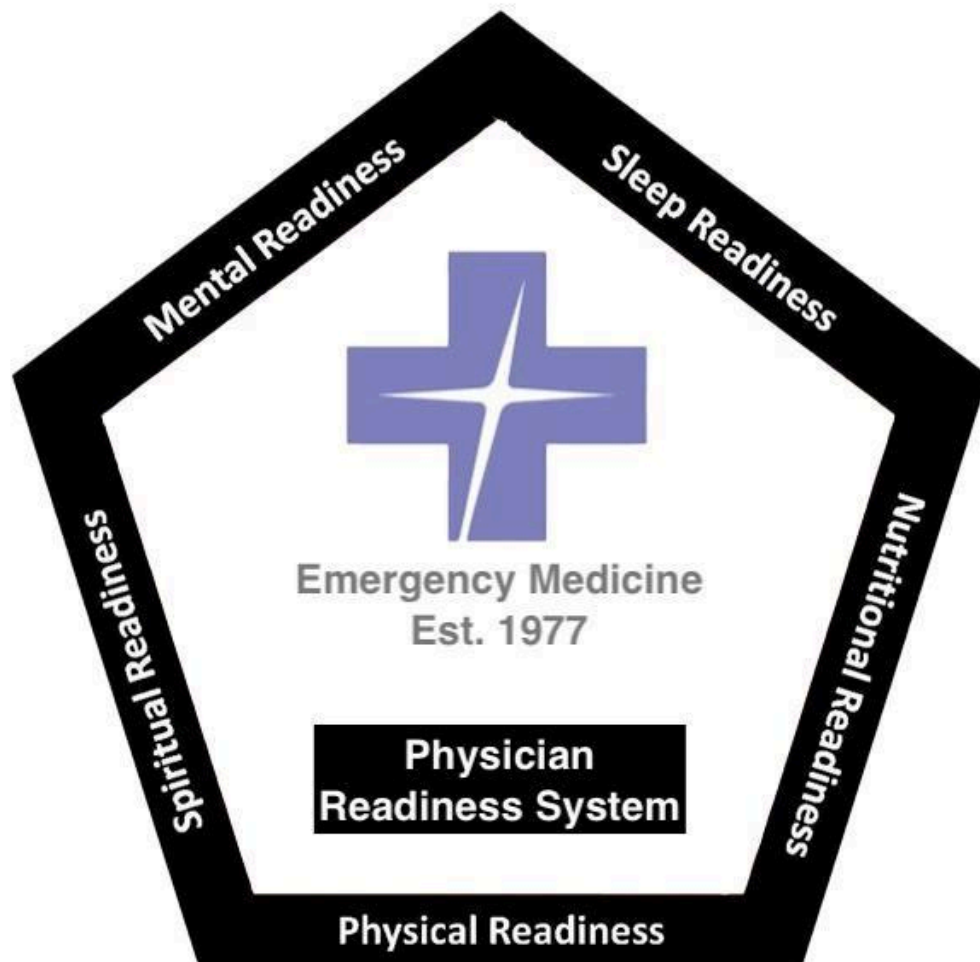 Mental Readiness
Sleep Readiness
Emergency Medicine
Est. 1977
Spiritual Readiness
Nutritional Readiness
Physician
Readiness System
Physical Readiness